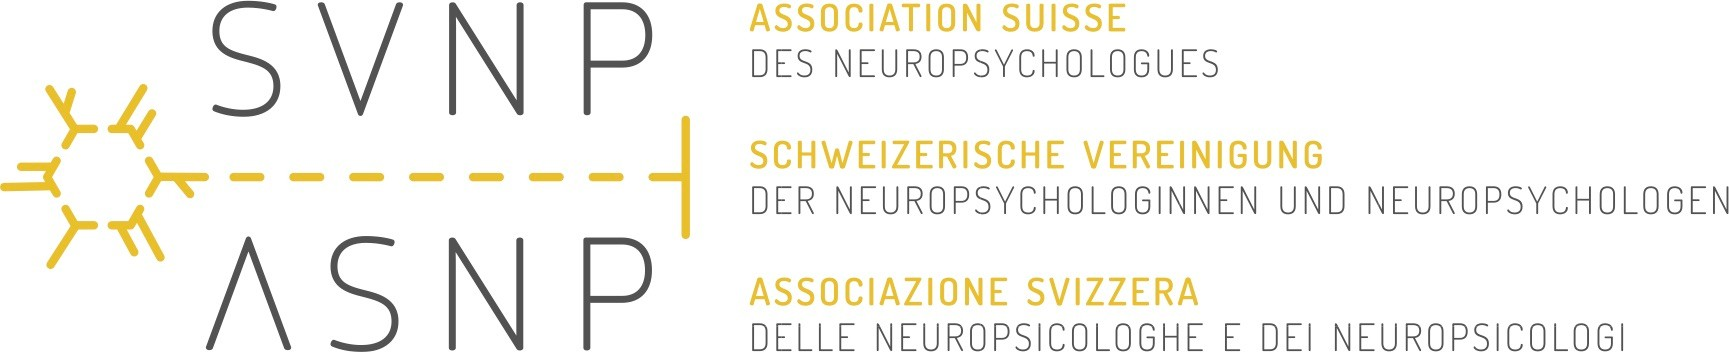 SVNP
ASNP
ASSOCIATION SUISSE
DES NEUROPSYCHOLOGUES
SCHWEIZERISCHE VEREINIGUNG
DER NEUROPSYCHOLOGINNEN UND NEUROPSYCHOLOGEN
ASSOCIAZIONE SVIZZERA
DELLE NEUROPSICOLOGHE E DEI NEUROPSICOLOGI